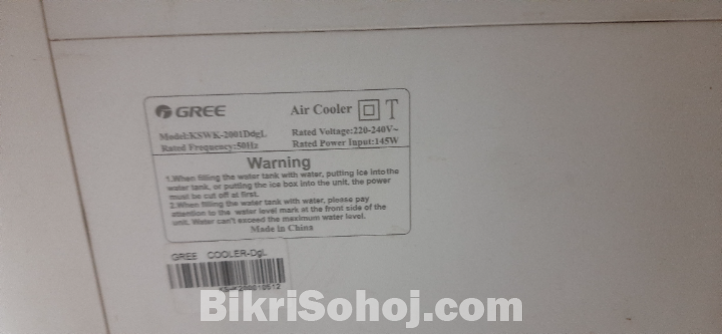 GREE Air Cooler T
Model:KSWK-2001DdgL Rated Voltage:220-240V~
Rated Frequency:50Hz Rated Power Input:145W
Warning
1.When filling the water tank with water, putting ice into the
water tank, or putting the ice box into the unit, the power
must be cut off at first.
2.When filling the water tank with water, please pay
attention to the water level mark at the front side of the
unit. Water can't exceed the maximum water level.
Made in China
GREE COOLER-DgL
BikriSohoj.com